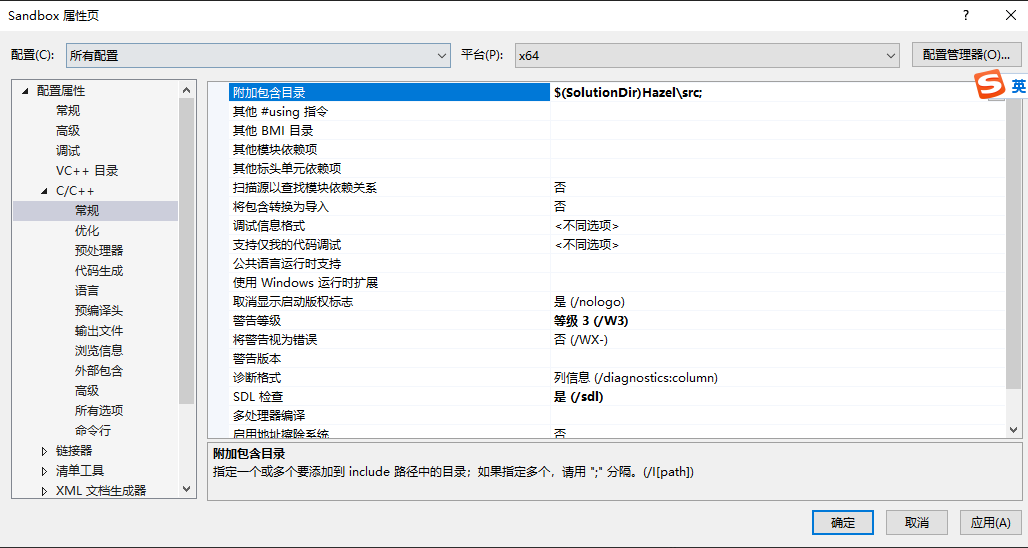 Sandbox 属性页
?
配置(C): 所有配置 平台(P): x64 配置管理器(O)...
配置属性
常规
高级
调试
VC++ 目录
C/C++
常规
优化
预处理器
代码生成
语言
预编译头
输出文件
浏览信息
外部包含
高级
所有选项
命令行
链接器
清单工具
XML 文档生成器
附加包含目录 $(SolutionDir)Hazel\src;
其他 #using 指令
其他 BMI 目录
其他模块依赖项
其他标头单元依赖项
扫描源以查找模块依赖关系 否
将包含转换为导入 否
调试信息格式 <不同选项>
支持仅我的代码调试 <不同选项>
公共语言运行时支持
使用 Windows 运行时扩展
取消显示启动版权标志 是 (/nologo)
警告等级 等级 3 (/W3)
将警告视为错误 否 (/WX-)
警告版本
诊断格式 列信息 (/diagnostics:column)
SDL 检查 是 (/sdl)
多处理器编译
启用地址擦除系统 否
S 英
附加包含目录
指定一个或多个要添加到 include 路径中的目录；如果指定多个，请用 ";" 分隔。(/I[path])
确定 取消 应用(A)